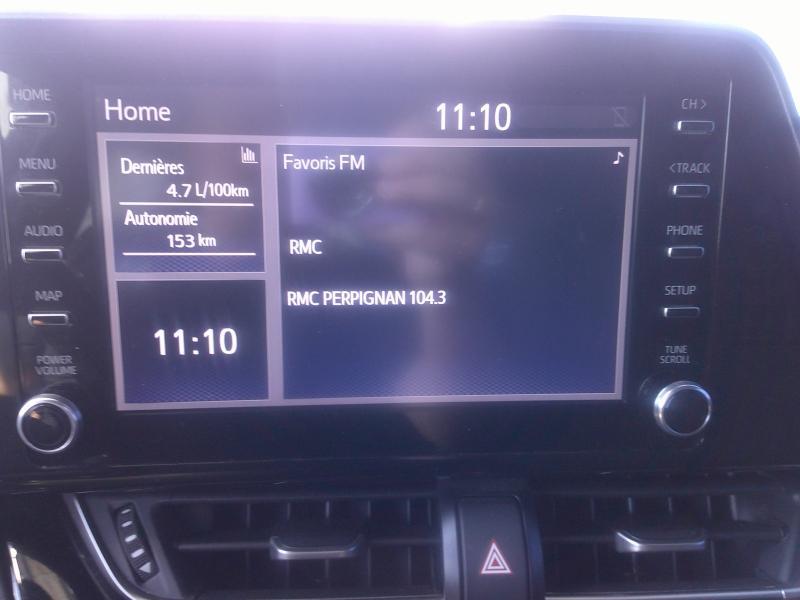 HOME
MENU
AUDIO
MAP
POWER
VOLUME
Home
11:10
Dernières
4.7 L/100km
Autonomie
153 km
11:10
Favoris FM
RMC
RMC PERPIGNAN 104.3
CH >
< TRACK
PHONE
SETUP
TUNE
SCROLL